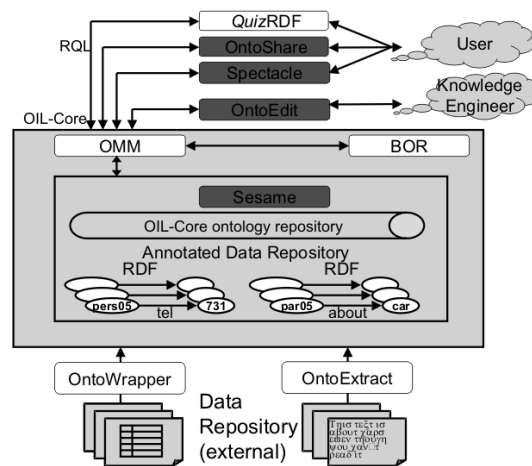 QuizRDF
RQL
OntoShare
User
Spectacle
Knowledge
Engineer
OntoEdit
OIL-Core
OMM
BOR
Sesame
OIL-Core ontology repository
Annotated Data Repository
RDF
RDF
pers05
731
par05
car
tel
about
OntoWrapper
OntoExtract
Data
Repository
(external)